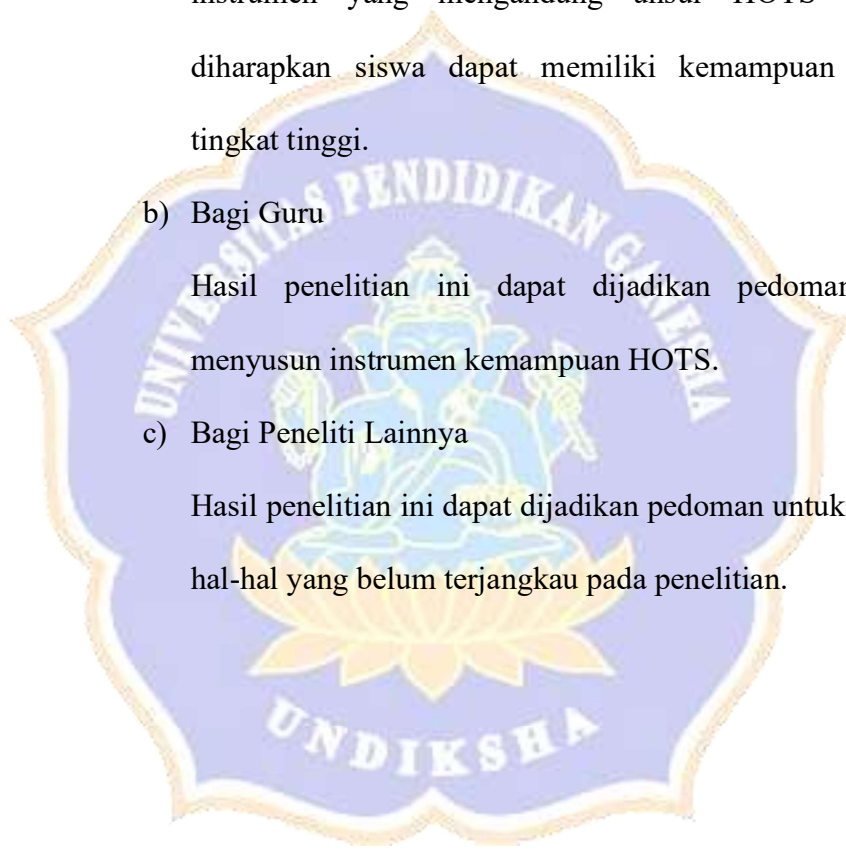 instrumen yang mengandung unsur HOTS
diharapkan siswa dapat memiliki kemampuan
tingkat tinggi.
b) Bagi Guru
Hasil penelitian ini dapat dijadikan pedoman
menyusun instrumen kemampuan HOTS.
c) Bagi Peneliti Lainnya
Hasil penelitian ini dapat dijadikan pedoman untuk
hal-hal yang belum terjangkau pada penelitian.
UNIVERSITAS PENDIDIKAN GANESHA
UNDIKSHA